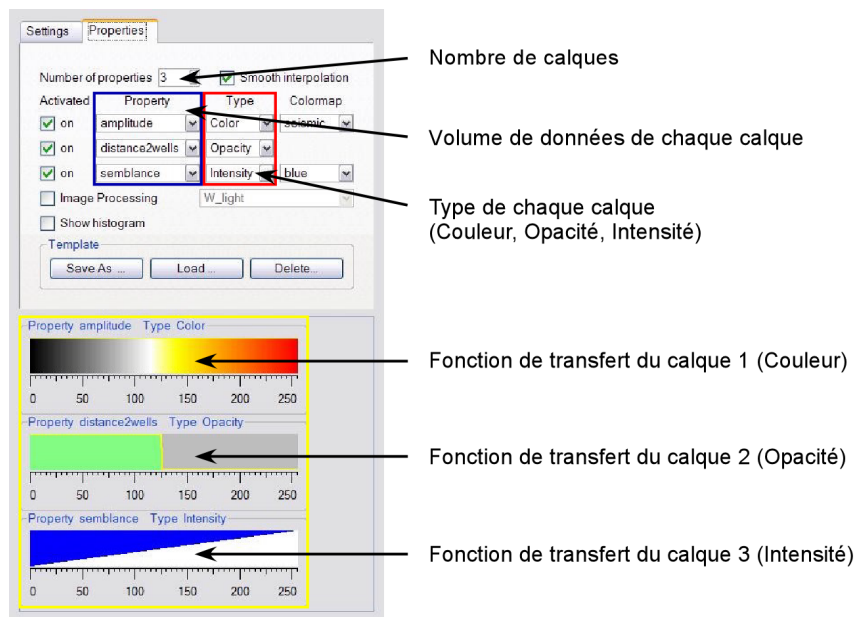 Settings Properties
Number of properties 3 Smooth interpolation
Nombre de calques
Activated Property Type Colormap
on amplitude Color seismic
Volume de données de chaque calque
on distance2wells Opacity
on semblance Intensity blue
Type de chaque calque
(Couleur, Opacité, Intensité)
Image Processing W_light
Show histogram
Template
Save As ... Load ... Delete...
Property amplitude Type Color
Fonction de transfert du calque 1 (Couleur)
0 50 100 150 200 250
Property distance2wells Type Opacity
Fonction de transfert du calque 2 (Opacité)
0 50 100 150 200 250
Property semblance Type Intensity
Fonction de transfert du calque 3 (Intensité)
0 50 100 150 200 250